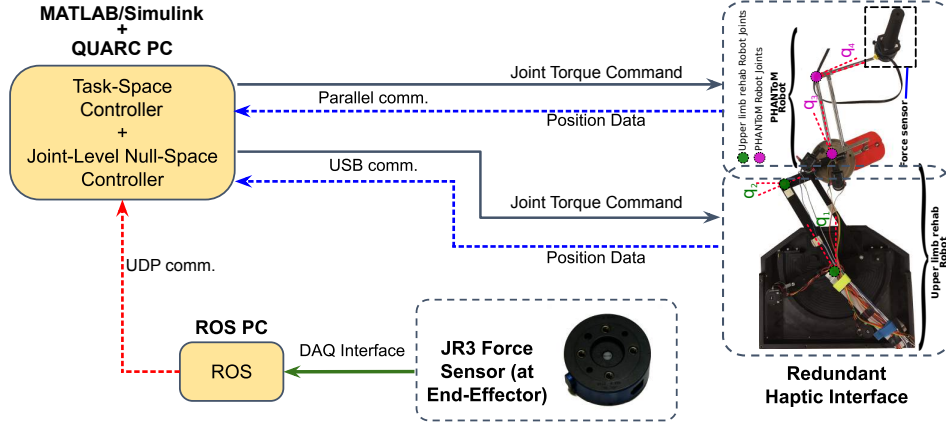 MATLAB/Simulink
+
QUARC PC
Task-Space
Controller
+
Joint-Level Null-Space
Controller
Joint Torque Command
Parallel comm.
Position Data
USB comm.
Joint Torque Command
Position Data
UDP comm.
ROS PC
ROS
DAQ Interface
JR3 Force
Sensor (at
End-Effector)
Upper limb rehab Robot Joints
PHANToM Robot Joints
PHANToM
Robot
q4
q3
Force sensor
q2
q1
Upper limb rehab
Robot
Redundant
Haptic Interface